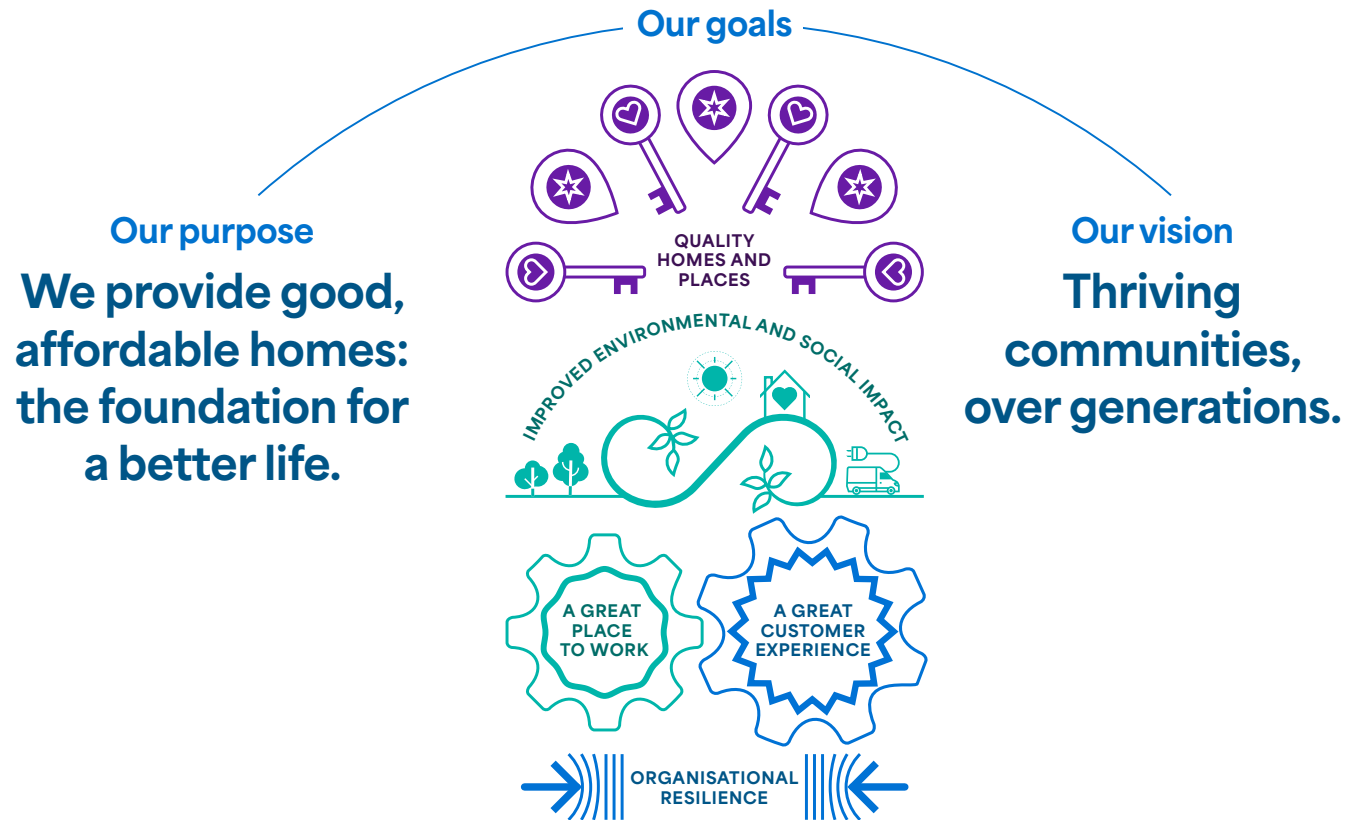 Our goals
Our purpose
We provide good,
affordable homes:
the foundation for
a better life.
QUALITY
HOMES AND
PLACES
IMPROVED ENVIRONMENTAL AND SOCIAL IMPACT
A GREAT
PLACE
TO WORK
A GREAT
CUSTOMER
EXPERIENCE
ORGANISATIONAL
RESILIENCE
Our vision
Thriving
communities,
over generations.